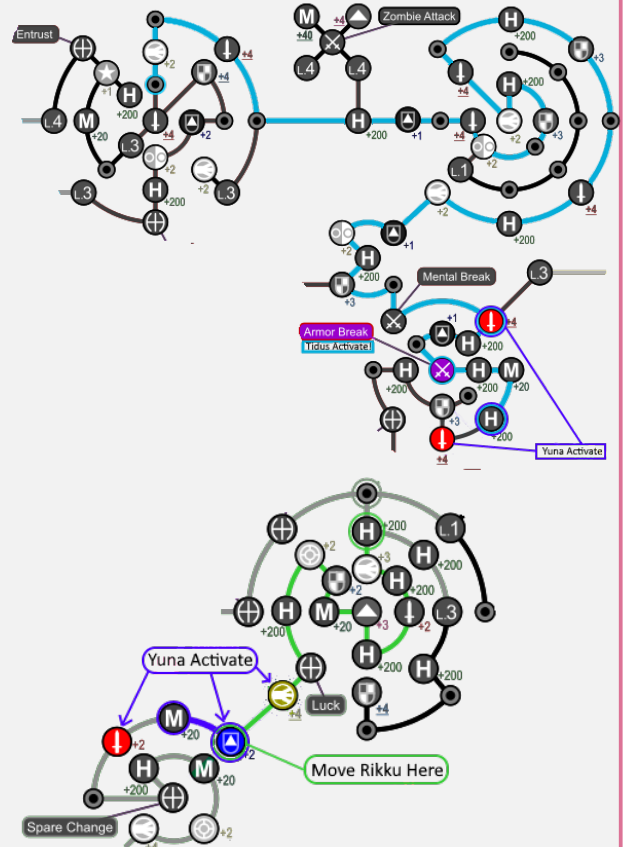 M H
+40 +4 Zombie Attack
+200
Entrust +4 +3
+2
L.4 L.4 +4 H
+1 H +4 +200
+200
L.4 M +20 +4 +2 H +200 +1 +4 +2 +3
L.3 +2
L.1
+2
L.3 H +200 +2 L.3 +2 +4
H +200
+2 +1
H +200
+3 Mental Break L.3
+1 +4
Armor Break H +200
Tidus Activate!
H +200 H +200 M +20
+3 H +200
+4 Yuna Activate
H +200 L.1
+2 +3 H +200
+2 H +200
H +200 M +20 +3 +2 L.3
Yuna Activate H +200 H +200
+4 Luck +4
M +20
+2 +2
H +200 M +20 Move Rikku Here
Spare Change +2